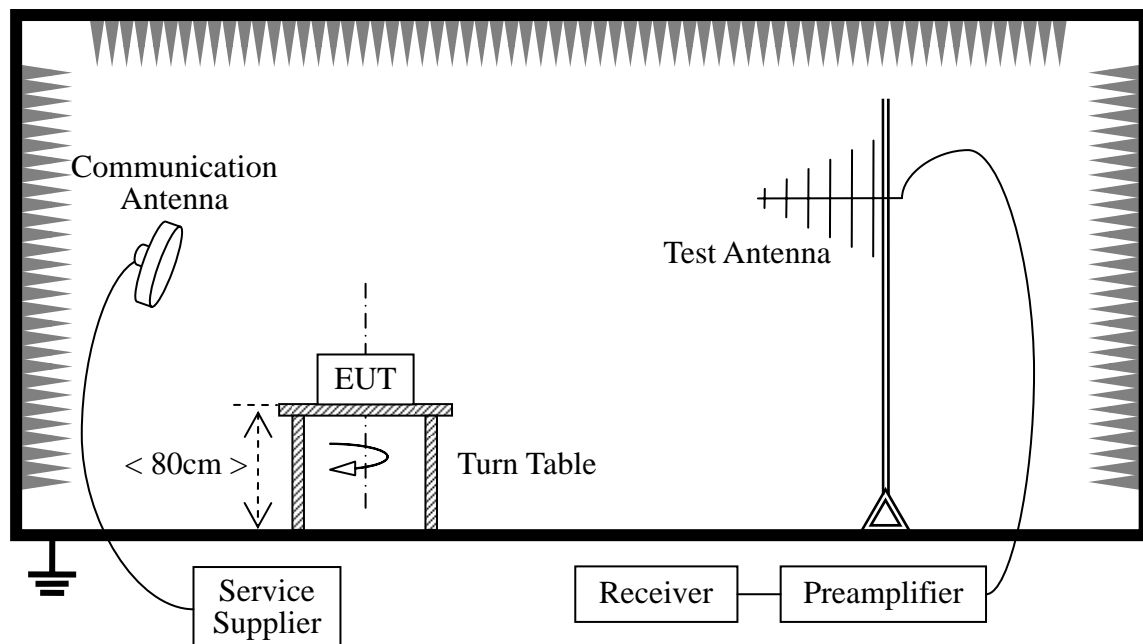 Communication
Antenna
Test Antenna
EUT
< 80cm >
Turn Table
Service
Supplier
Receiver
Preamplifier